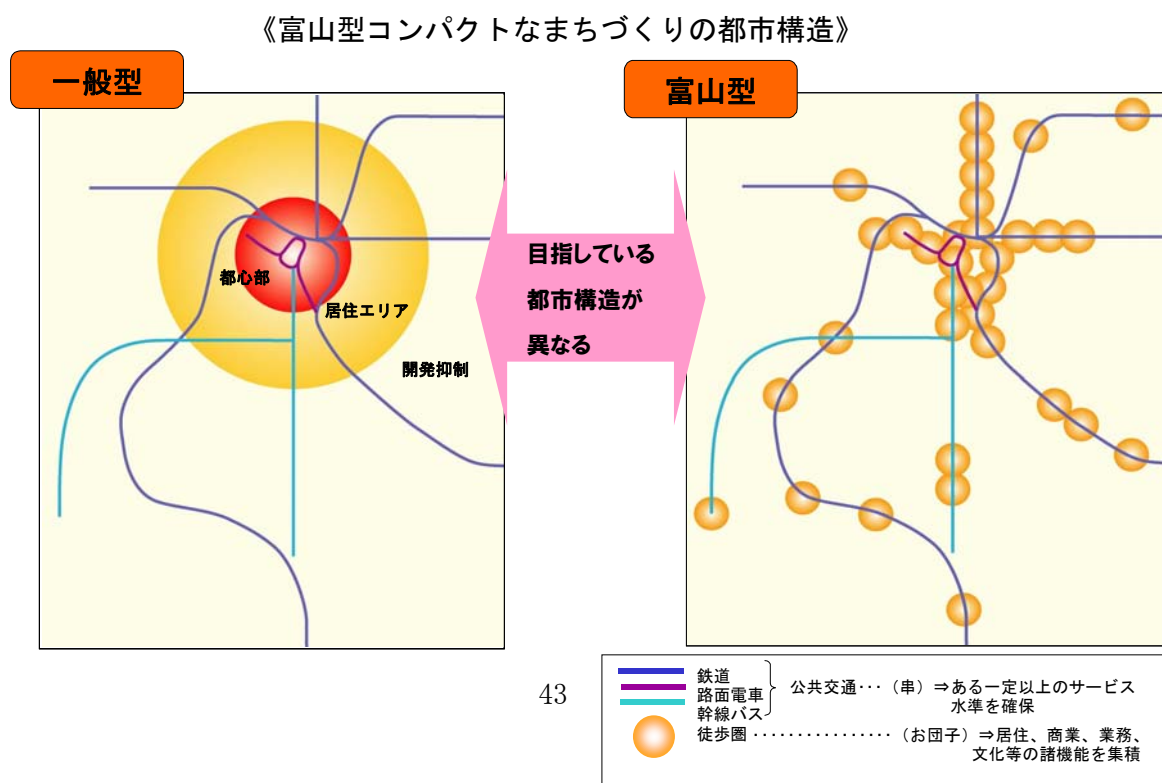 《富山型コンパクトなまちづくりの都市構造》
一般型
富山型
都心部
居住エリア
開発抑制
目指している
都市構造が
異なる
43
鉄道
路面電車
幹線バス
公共交通･･･（串）⇒ある一定以上のサービス
水準を確保
徒歩圏 ････････････････（お団子）⇒居住、商業、業務、
文化等の諸機能を集積